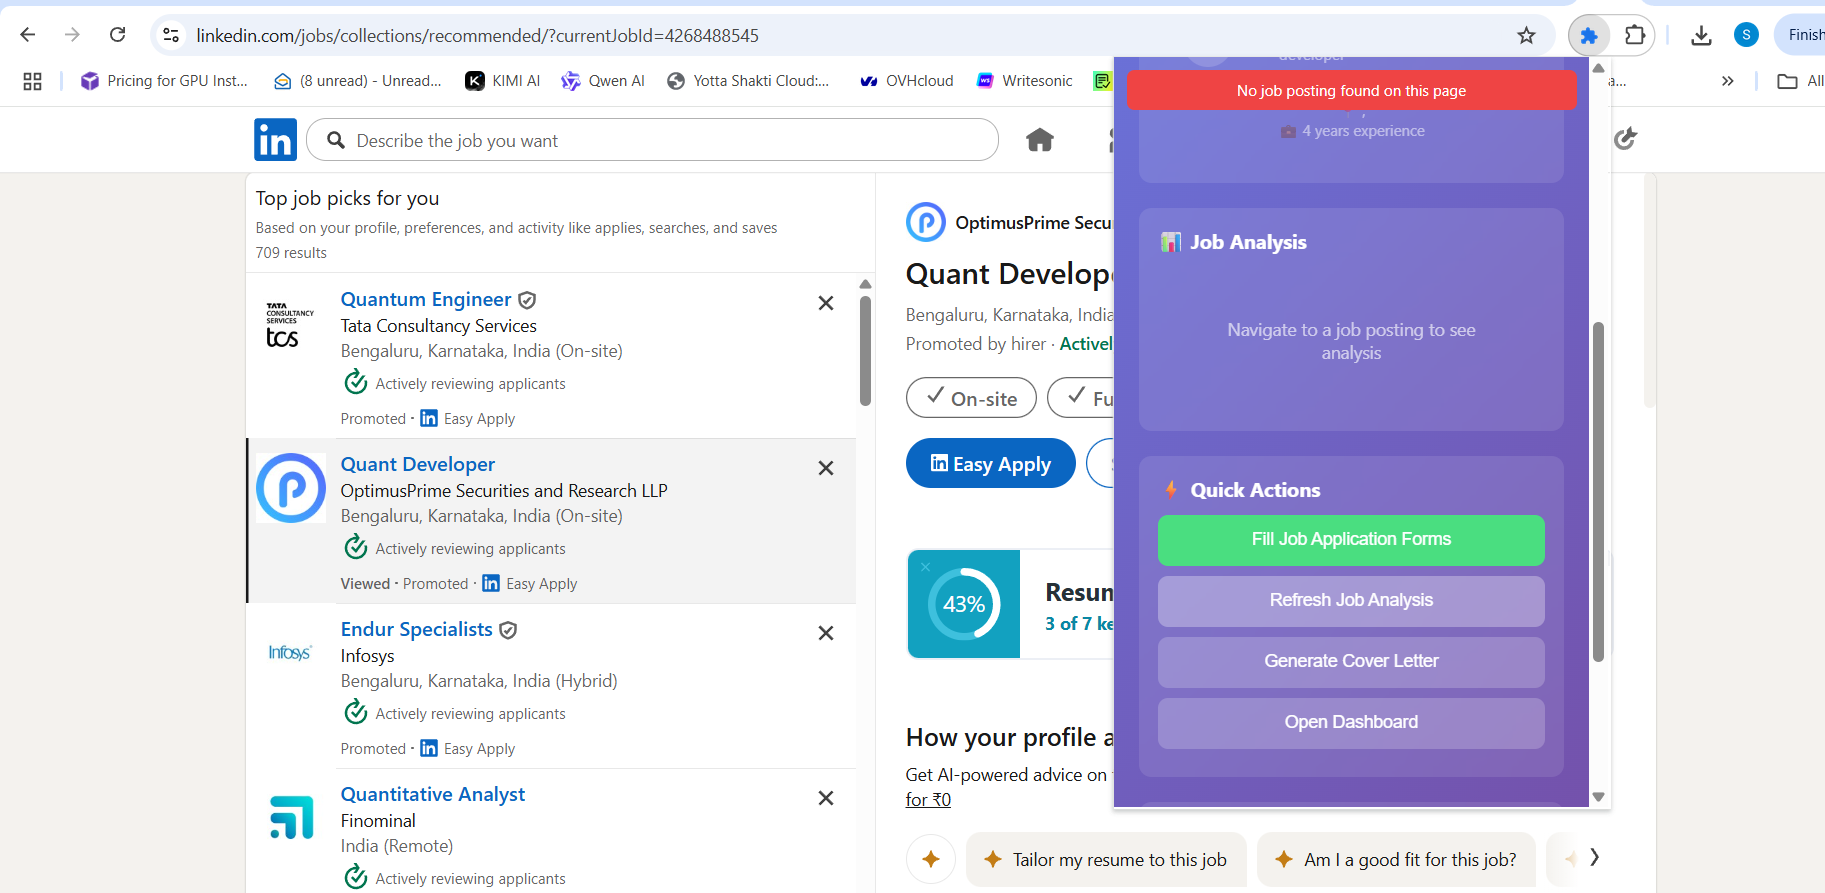 linkedin.com/jobs/collections/recommended/?currentJobId=4268488545
S
Finish
Pricing for GPU Inst...
(8 unread) - Unread...
KIMI AI
Qwen AI
Yotta Shakti Cloud:...
OVHcloud
Writesonic
a...
»
All
in
Describe the job you want
Top job picks for you
Based on your profile, preferences, and activity like applies, searches, and saves
709 results
TATA
CONSULTANCY
SERVICES
tcs
Quantum Engineer
Tata Consultancy Services
Bengaluru, Karnataka, India (On-site)
Actively reviewing applicants
Promoted · in Easy Apply
Quant Developer
OptimusPrime Securities and Research LLP
Bengaluru, Karnataka, India (On-site)
Actively reviewing applicants
Viewed · Promoted · in Easy Apply
Infosys
Endur Specialists
Infosys
Bengaluru, Karnataka, India (Hybrid)
Actively reviewing applicants
Promoted · in Easy Apply
Quantitative Analyst
Finominal
India (Remote)
Actively reviewing applicants
OptimusPrime Secu
Quant Develop
Bengaluru, Karnataka, India
Promoted by hirer · Activel
On-site
Fu
in Easy Apply
S
43%
Resum
3 of 7 ke
How your profile a
Get AI-powered advice on
for ₹0
Tailor my resume to this job
Am I a good fit for this job?
developer
No job posting found on this page
4 years experience
Job Analysis
Navigate to a job posting to see
analysis
Quick Actions
Fill Job Application Forms
Refresh Job Analysis
Generate Cover Letter
Open Dashboard